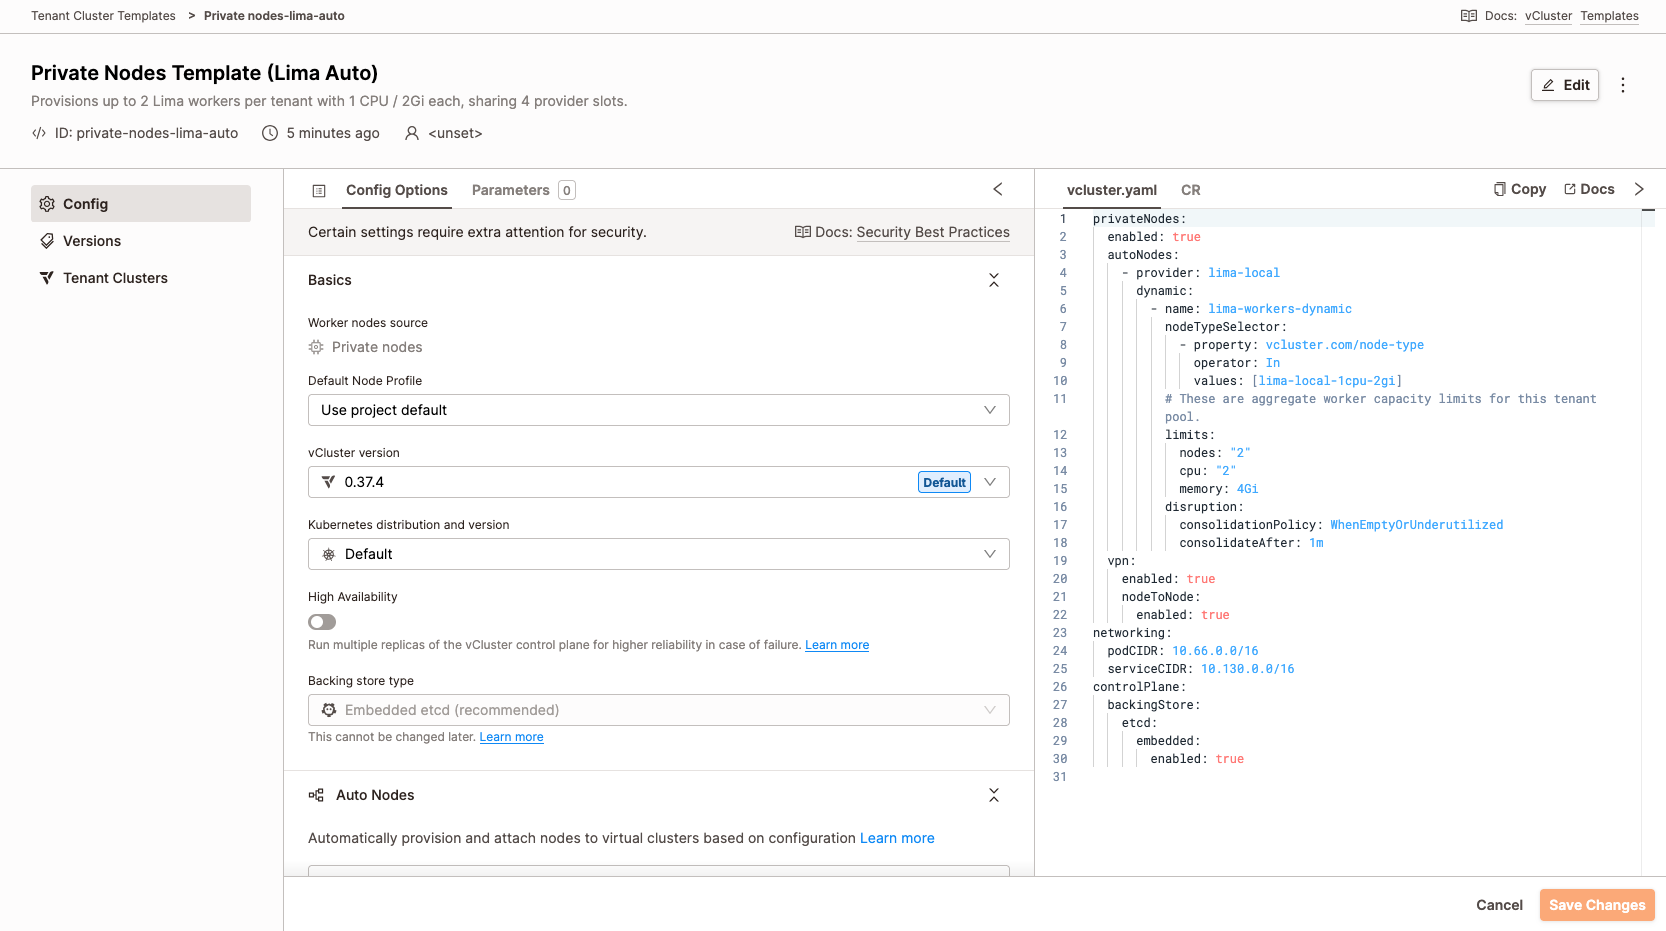 Tenant Cluster Templates > Private nodes-lima-auto
Docs: vCluster Templates
Private Nodes Template (Lima Auto)
Provisions up to 2 Lima workers per tenant with 1 CPU / 2Gi each, sharing 4 provider slots.
ID: private-nodes-lima-auto 5 minutes ago <unset>
Edit
Config
Versions
Tenant Clusters
Config Options Parameters 0
Certain settings require extra attention for security. Docs: Security Best Practices
Basics
Worker nodes source
Private nodes
Default Node Profile
Use project default
vCluster version
0.37.4 Default
Kubernetes distribution and version
Default
High Availability
Run multiple replicas of the vCluster control plane for higher reliability in case of failure. Learn more
Backing store type
Embedded etcd (recommended)
This cannot be changed later. Learn more
Auto Nodes
Automatically provision and attach nodes to virtual clusters based on configuration Learn more
vcluster.yaml CR Copy Docs
1 privateNodes:
2 enabled: true
3 autoNodes:
4 - provider: lima-local
5 dynamic:
6 - name: lima-workers-dynamic
7 nodeTypeSelector:
8 - property: vcluster.com/node-type
9 operator: In
10 values: [lima-local-1cpu-2gi]
11 # These are aggregate worker capacity limits for this tenant
pool.
12 limits:
13 nodes: "2"
14 cpu: "2"
15 memory: 4Gi
16 disruption:
17 consolidationPolicy: WhenEmptyOrUnderutilized
18 consolidateAfter: 1m
19 vpn:
20 enabled: true
21 nodeToNode:
22 enabled: true
23 networking:
24 podCIDR: 10.66.0.0/16
25 serviceCIDR: 10.130.0.0/16
26 controlPlane:
27 backingStore:
28 etcd:
29 embedded:
30 enabled: true
31
Cancel Save Changes